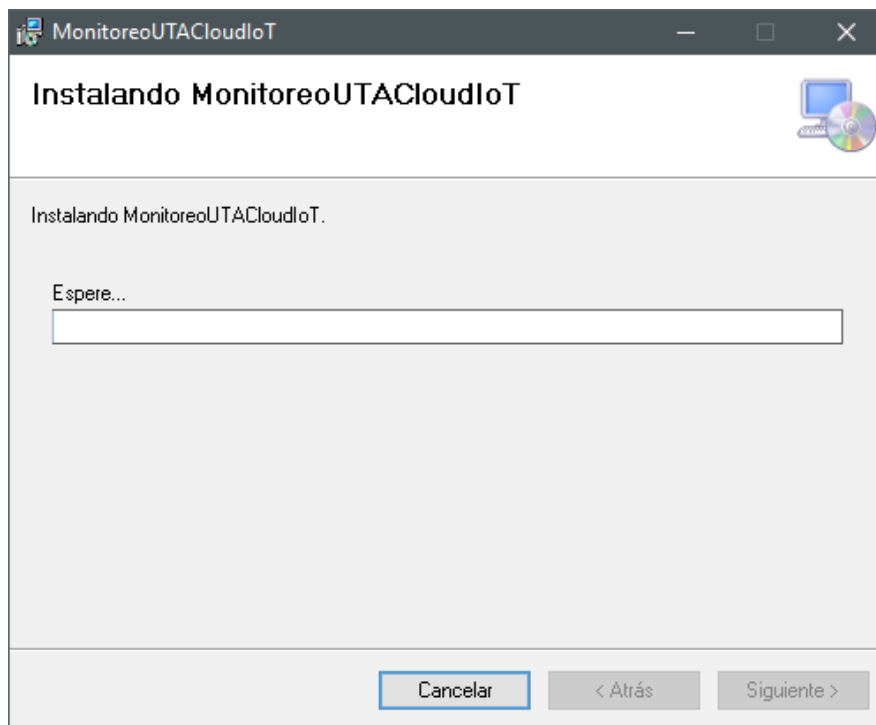 MonitoreoUTACloudIoT
Instalando MonitoreoUTACloudIoT
Instalando MonitoreoUTACloudIoT.
Espere...
Cancelar
< Atrás
Siguiente >